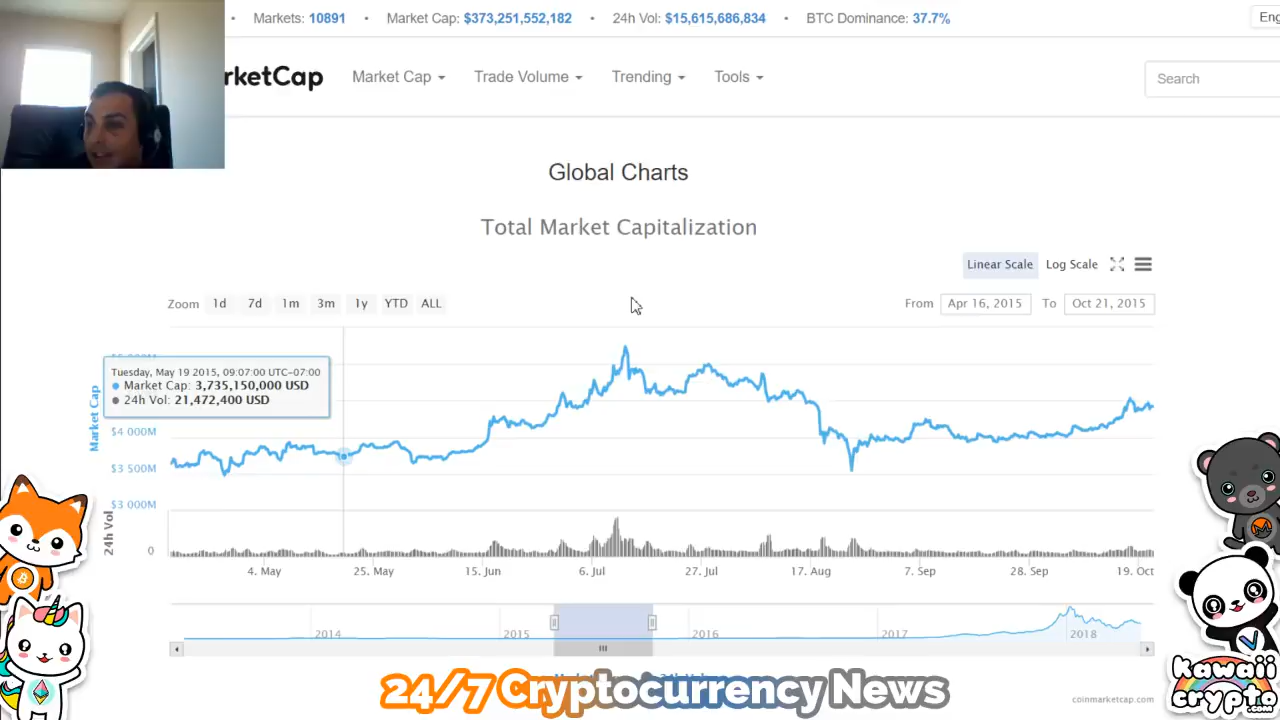 • Markets: 10891 • Market Cap: $373,251,552,182 • 24h Vol: $15,615,686,834 • BTC Dominance: 37.7%
Eng
rketCap Market Cap Trade Volume Trending Tools
Search
Global Charts
Total Market Capitalization
Linear Scale Log Scale
Zoom 1d 7d 1m 3m 1y YTD ALL
From Apr 16, 2015 To Oct 21, 2015
Tuesday, May 19 2015, 09:07:00 UTC-07:00
Market Cap: 3,735,150,000 USD
24h Vol: 21,472,400 USD
Market Cap
$4 000M
$3 500M
$3 000M
24h Vol
0
4. May 25. May 15. Jun 6. Jul 27. Jul 17. Aug 7. Sep 28. Sep 19. Oct
2014 2015 2016 2017 2018
24/7 Cryptocurrency News
coinmarketcap.com
kawaii
crypto
.com